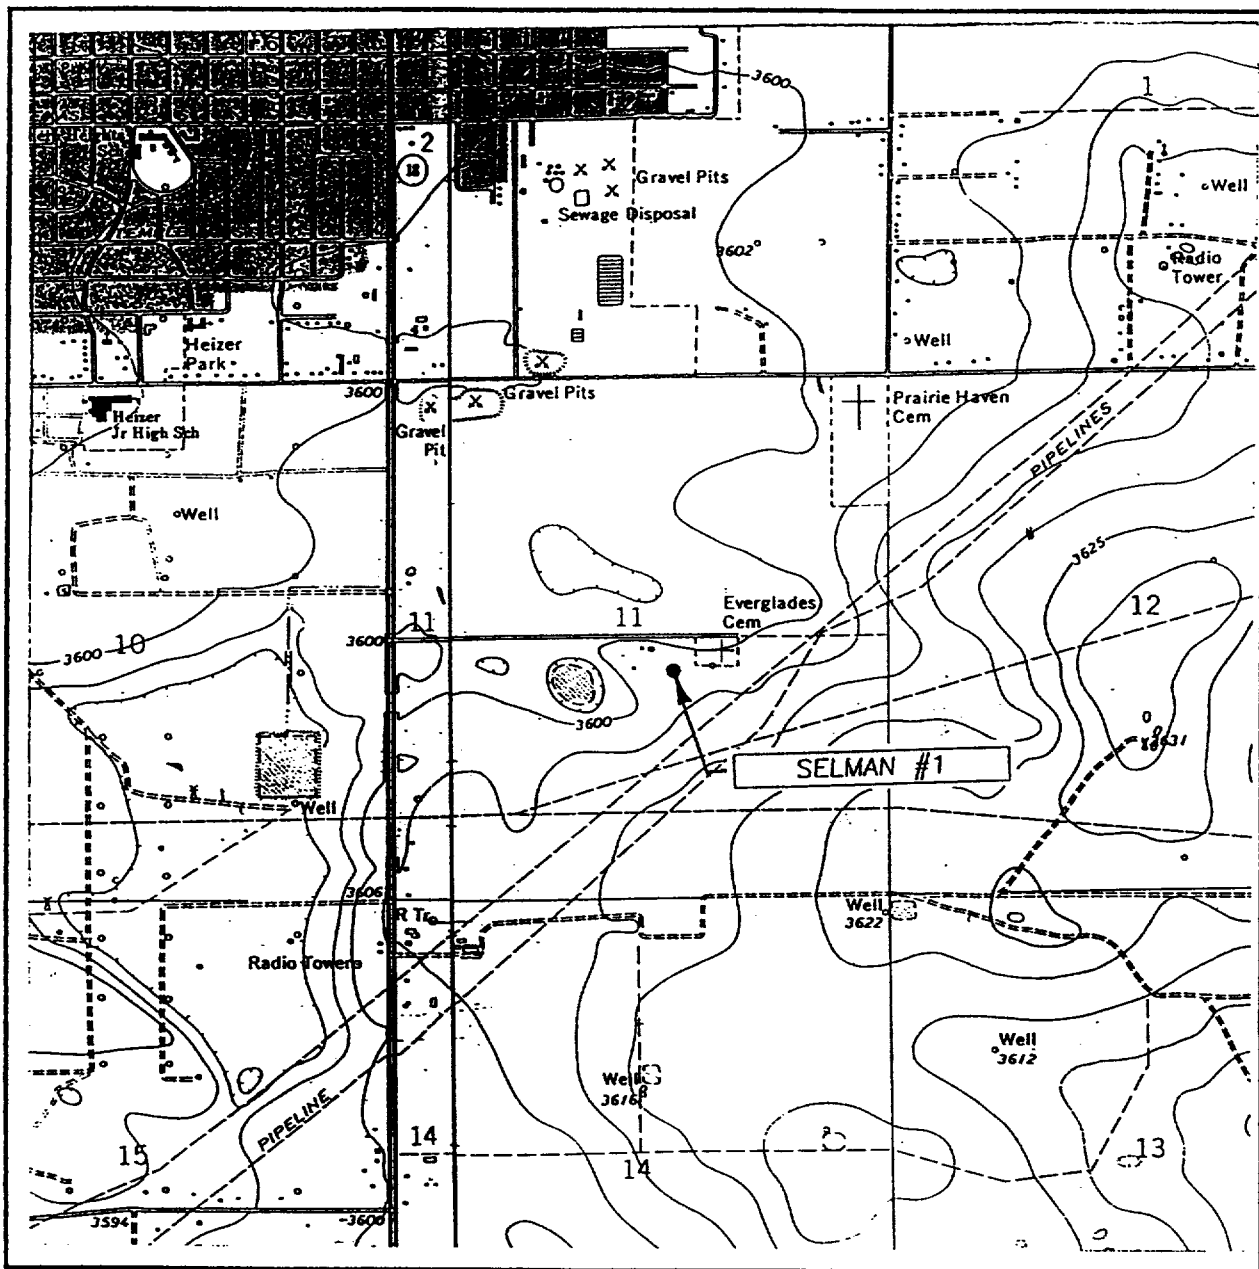 3600
1
2
18
Gravel Pits
Well
Sewage Disposal
3602
Radio
Tower
Heizer
Park
Well
3600
Gravel Pits
Prairie Haven
Cem
Heizer
Jr High Sch
Gravel
Pit
PIPELINES
Well
3625
Everglades
Cem
12
11
11
10
3600
3600
3600
3631
SELMAN #1
Well
3606
R Tr
Well
3622
Radio Towers
Well
3612
Well
3616
PIPELINE
14
15
14
13
3594
3600